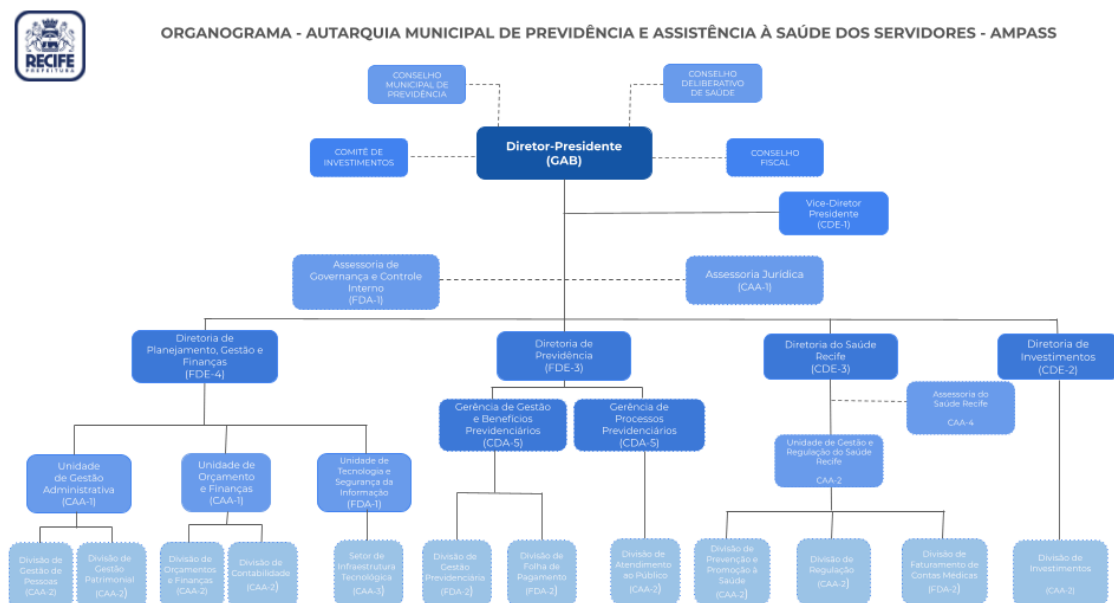 RECIFE
PREFEITURA
ORGANOGRAMA - AUTARQUIA MUNICIPAL DE PREVIDÊNCIA E ASSISTÊNCIA À SAÚDE DOS SERVIDORES - AMPASS
CONSELHO
MUNICIPAL DE
PREVIDÊNCIA
CONSELHO
DELIBERATIVO
DE SAÚDE
COMITÊ DE
INVESTIMENTOS
Diretor-Presidente
(GAB)
CONSELHO
FISCAL
Vice-Diretor
Presidente
(CDE-1)
Assessoria de
Governança e Controle
Interno
(FDA-1)
Assessoria Jurídica
(CAA-1)
Diretoria de
Planejamento, Gestão e
Finanças
(FDE-4)
Diretoria de
Previdência
(FDE-3)
Diretoria do Saúde
Recife
(CDE-3)
Diretoria de
Investimentos
(CDE-2)
Gerência de Gestão
e Benefícios
Previdenciários
(CDA-5)
Gerência de
Processos
Previdenciários
(CDA-5)
Assessoria do
Saúde Recife
CAA-4
Unidade
de Gestão
Administrativa
(CAA-1)
Unidade de
Orçamento
e Finanças
(CAA-1)
Unidade de
Tecnologia e
Segurança da
Informação
(FDA-1)
Unidade de Gestão e
Regulação do Saúde
Recife
CAA-2
Divisão de
Gestão de
Pessoas
(CAA-2)
Divisão de
Gestão
Patrimonial
(CAA-2)
Divisão de
Orçamentos
e Finanças
(CAA-2)
Divisão de
Contabilidade
(CAA-2)
Setor de
Infraestrutura
Tecnológica
(CAA-3)
Divisão de
Gestão
Previdenciária
(FDA-2)
Divisão de
Folha de
Pagamento
(FDA-2)
Divisão de
Atendimento
ao Público
(CAA-2)
Divisão de
Prevenção e
Promoção à
Saúde
(CAA-2)
Divisão de
Regulação
(CAA-2)
Divisão de
Faturamento de
Contas Médicas
(FDA-2)
Divisão de
Investimentos
(CAA-2)